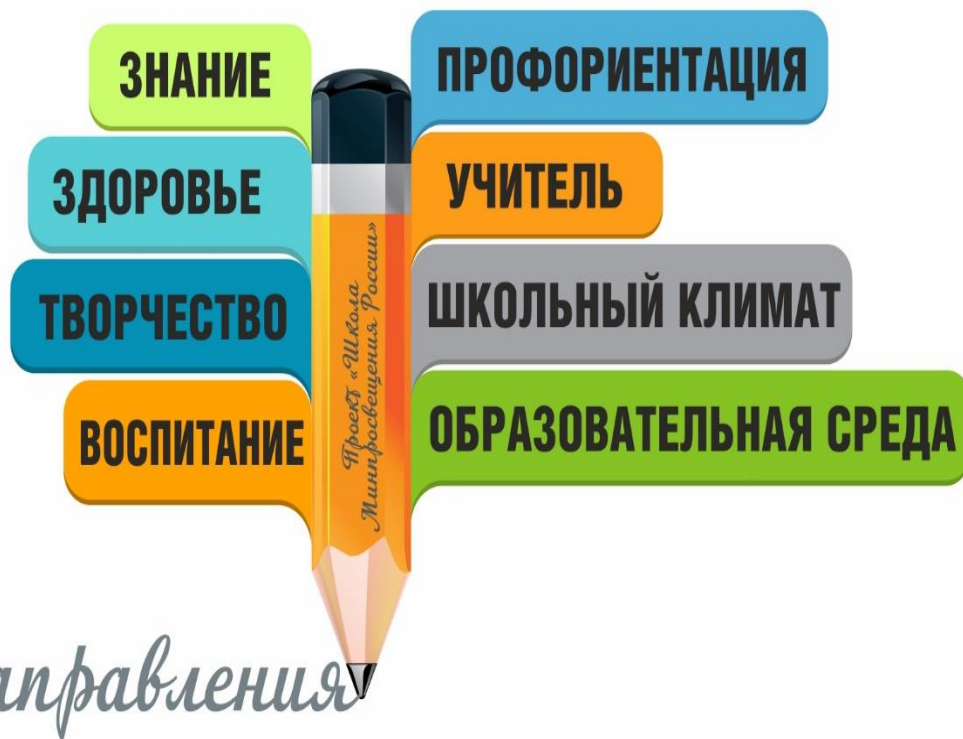 ЗНАНИЕ
ЗДОРОВЬЕ
ТВОРЧЕСТВО
ВОСПИТАНИЕ
Проект «Школа
Минпросвещения России»
ПРОФОРИЕНТАЦИЯ
УЧИТЕЛЬ
ШКОЛЬНЫЙ КЛИМАТ
ОБРАЗОВАТЕЛЬНАЯ СРЕДА
аправления